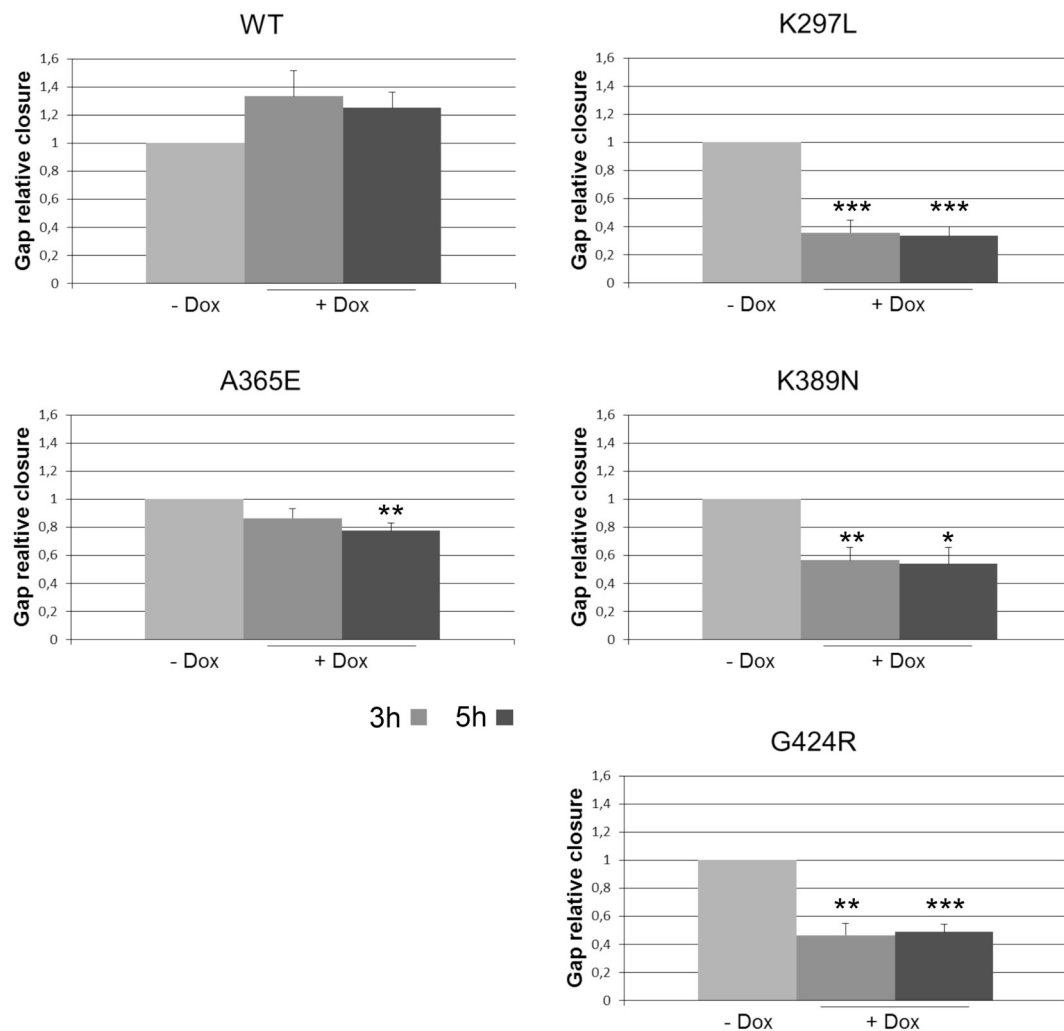 WT
Gap relative closure
1,6
1,4
1,2
1
0,8
0,6
0,4
0,2
0
- Dox
+ Dox
K297L
Gap relative closure
1,6
1,4
1,2
1
0,8
0,6
0,4
0,2
0
*** ***
- Dox
+ Dox
A365E
Gap realtive closure
1,6
1,4
1,2
1
0,8
0,6
0,4
0,2
0
**
- Dox
+ Dox
K389N
Gap relative closure
1,6
1,4
1,2
1
0,8
0,6
0,4
0,2
0
** *
- Dox
+ Dox
3h 5h
G424R
Gap relative closure
1,6
1,4
1,2
1
0,8
0,6
0,4
0,2
0
** ***
- Dox
+ Dox